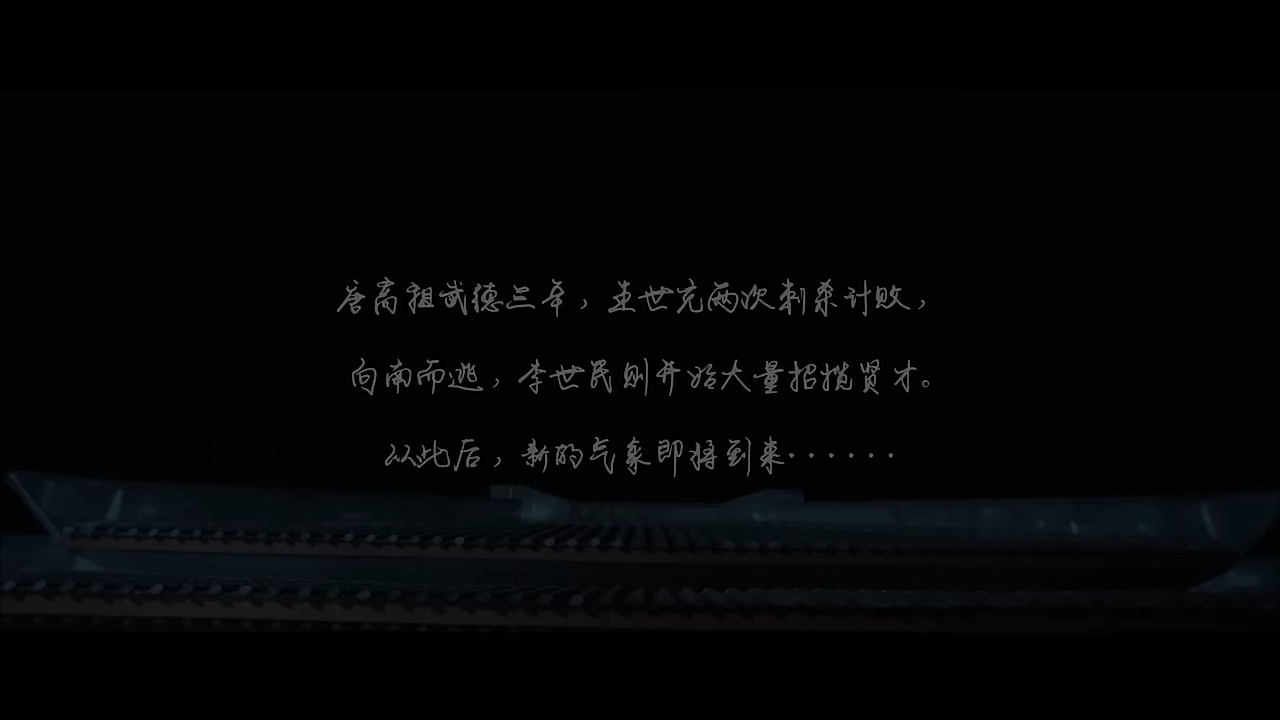 唐高祖武德三年，王世充两次刺杀计败，
向南而逃，李世民则开始大量招揽贤才。
从此后，新的气象即将到来······